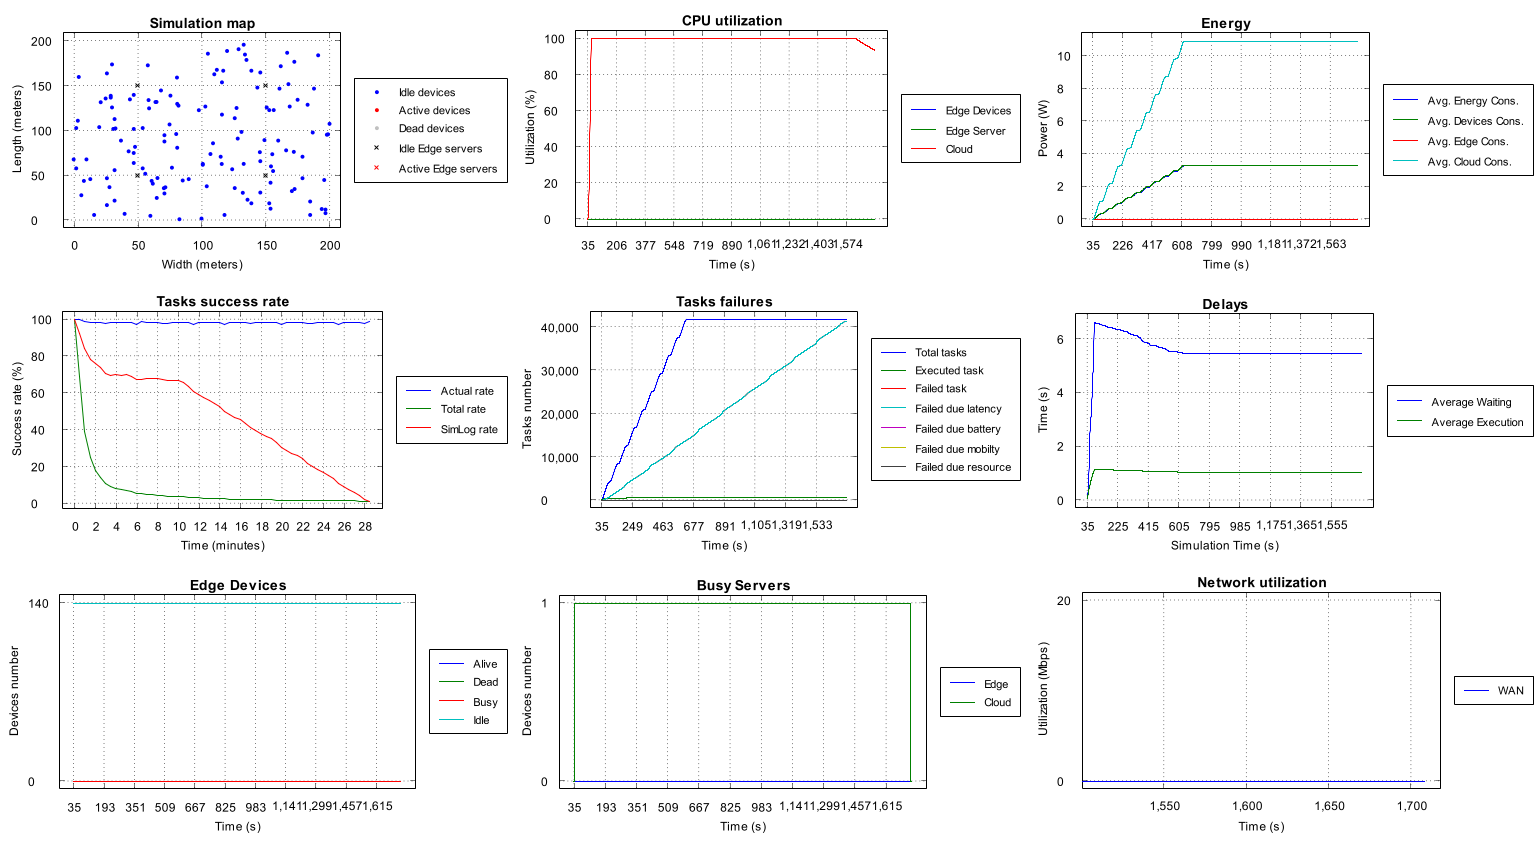 Simulation map
Length (meters)
200
150
100
50
0
0 50 100 150 200
Width (meters)
Idle devices
Active devices
Dead devices
Idle Edge servers
Active Edge servers
CPU utilization
Utilization (%)
100
80
60
40
20
0
35 206 377 548 719 890 1,061 1,232 1,403 1,574
Time (s)
Edge Devices
Edge Server
Cloud
Energy
Power (W)
10
8
6
4
2
0
35 226 417 608 799 990 1,181 1,372 1,563
Time (s)
Avg. Energy Cons.
Avg. Devices Cons.
Avg. Edge Cons.
Avg. Cloud Cons.
Tasks success rate
Success rate (%)
100
80
60
40
20
0
0 2 4 6 8 10 12 14 16 18 20 22 24 26 28
Time (minutes)
Actual rate
Total rate
SimLog rate
Tasks failures
Tasks number
40,000
30,000
20,000
10,000
0
35 249 463 677 891 1,105 1,319 1,533
Time (s)
Total tasks
Executed task
Failed task
Failed due latency
Failed due battery
Failed due mobilty
Failed due resource
Delays
Time (s)
6
4
2
0
35 225 415 605 795 985 1,175 1,365 1,555
Simulation Time (s)
Average Waiting
Average Execution
Edge Devices
Devices number
140
0
35 193 351 509 667 825 983 1,141 1,299 1,457 1,615
Time (s)
Alive
Dead
Busy
Idle
Busy Servers
Devices number
1
0
35 193 351 509 667 825 983 1,141 1,299 1,457 1,615
Time (s)
Edge
Cloud
Network utilization
Utilization (Mbps)
20
0
1,550 1,600 1,650 1,700
Time (s)
WAN